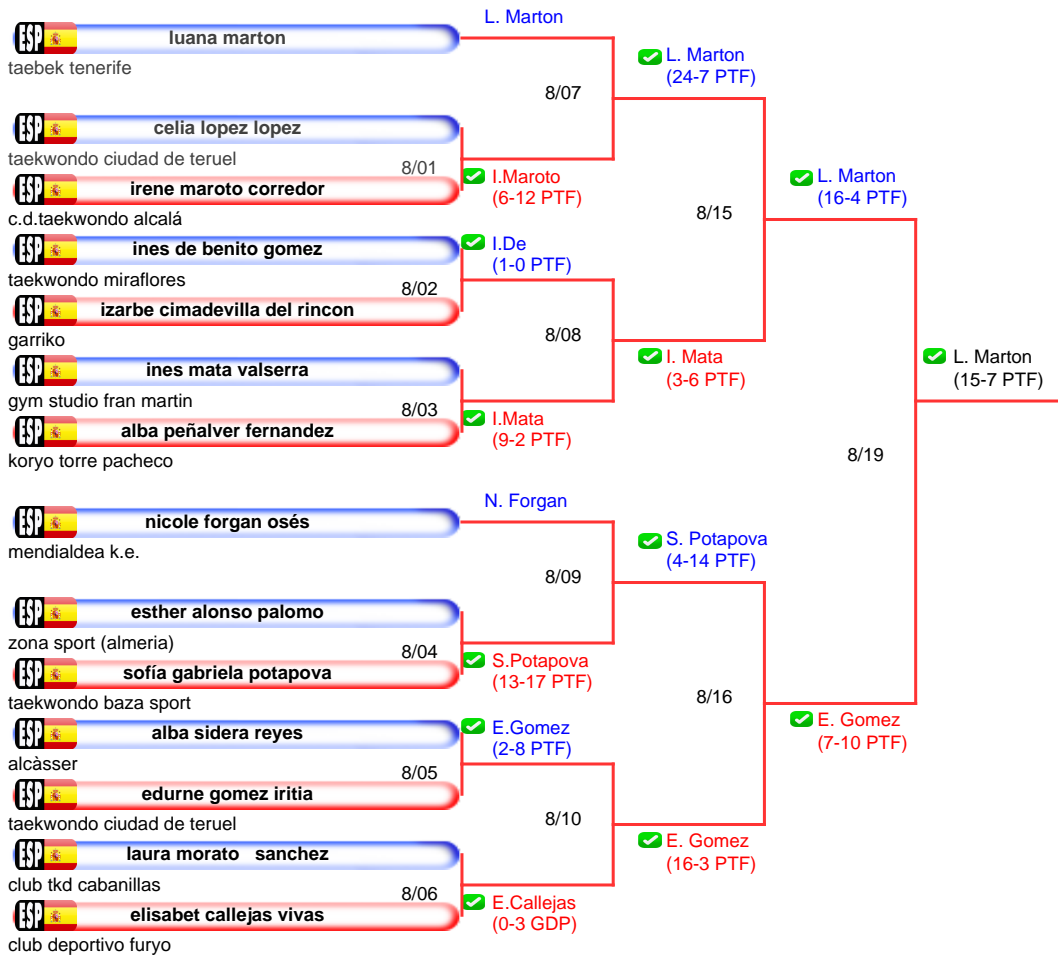 L. Marton
ESP luana marton
taebek tenerife
L. Marton
(24-7 PTF)
8/07
ESP celia lopez lopez
taekwondo ciudad de teruel
8/01
ESP irene maroto corredor
c.d.taekwondo alcalá
I.Maroto
(6-12 PTF)
L. Marton
(16-4 PTF)
8/15
ESP ines de benito gomez
taekwondo miraflores
I.De
(1-0 PTF)
8/02
ESP izarbe cimadevilla del rincon
garriko
8/08
I. Mata
(3-6 PTF)
ESP ines mata valserra
gym studio fran martin
8/03
ESP alba peñalver fernandez
koryo torre pacheco
I.Mata
(9-2 PTF)
L. Marton
(15-7 PTF)
8/19
N. Forgan
ESP nicole forgan osés
mendialdea k.e.
S. Potapova
(4-14 PTF)
8/09
ESP esther alonso palomo
zona sport (almeria)
8/04
ESP sofía gabriela potapova
taekwondo baza sport
S.Potapova
(13-17 PTF)
8/16
E. Gomez
(7-10 PTF)
ESP alba sidera reyes
alcàsser
E.Gomez
(2-8 PTF)
8/05
ESP edurne gomez iritia
taekwondo ciudad de teruel
8/10
E. Gomez
(16-3 PTF)
ESP laura morato sanchez
club tkd cabanillas
8/06
ESP elisabet callejas vivas
club deportivo furyo
E.Callejas
(0-3 GDP)